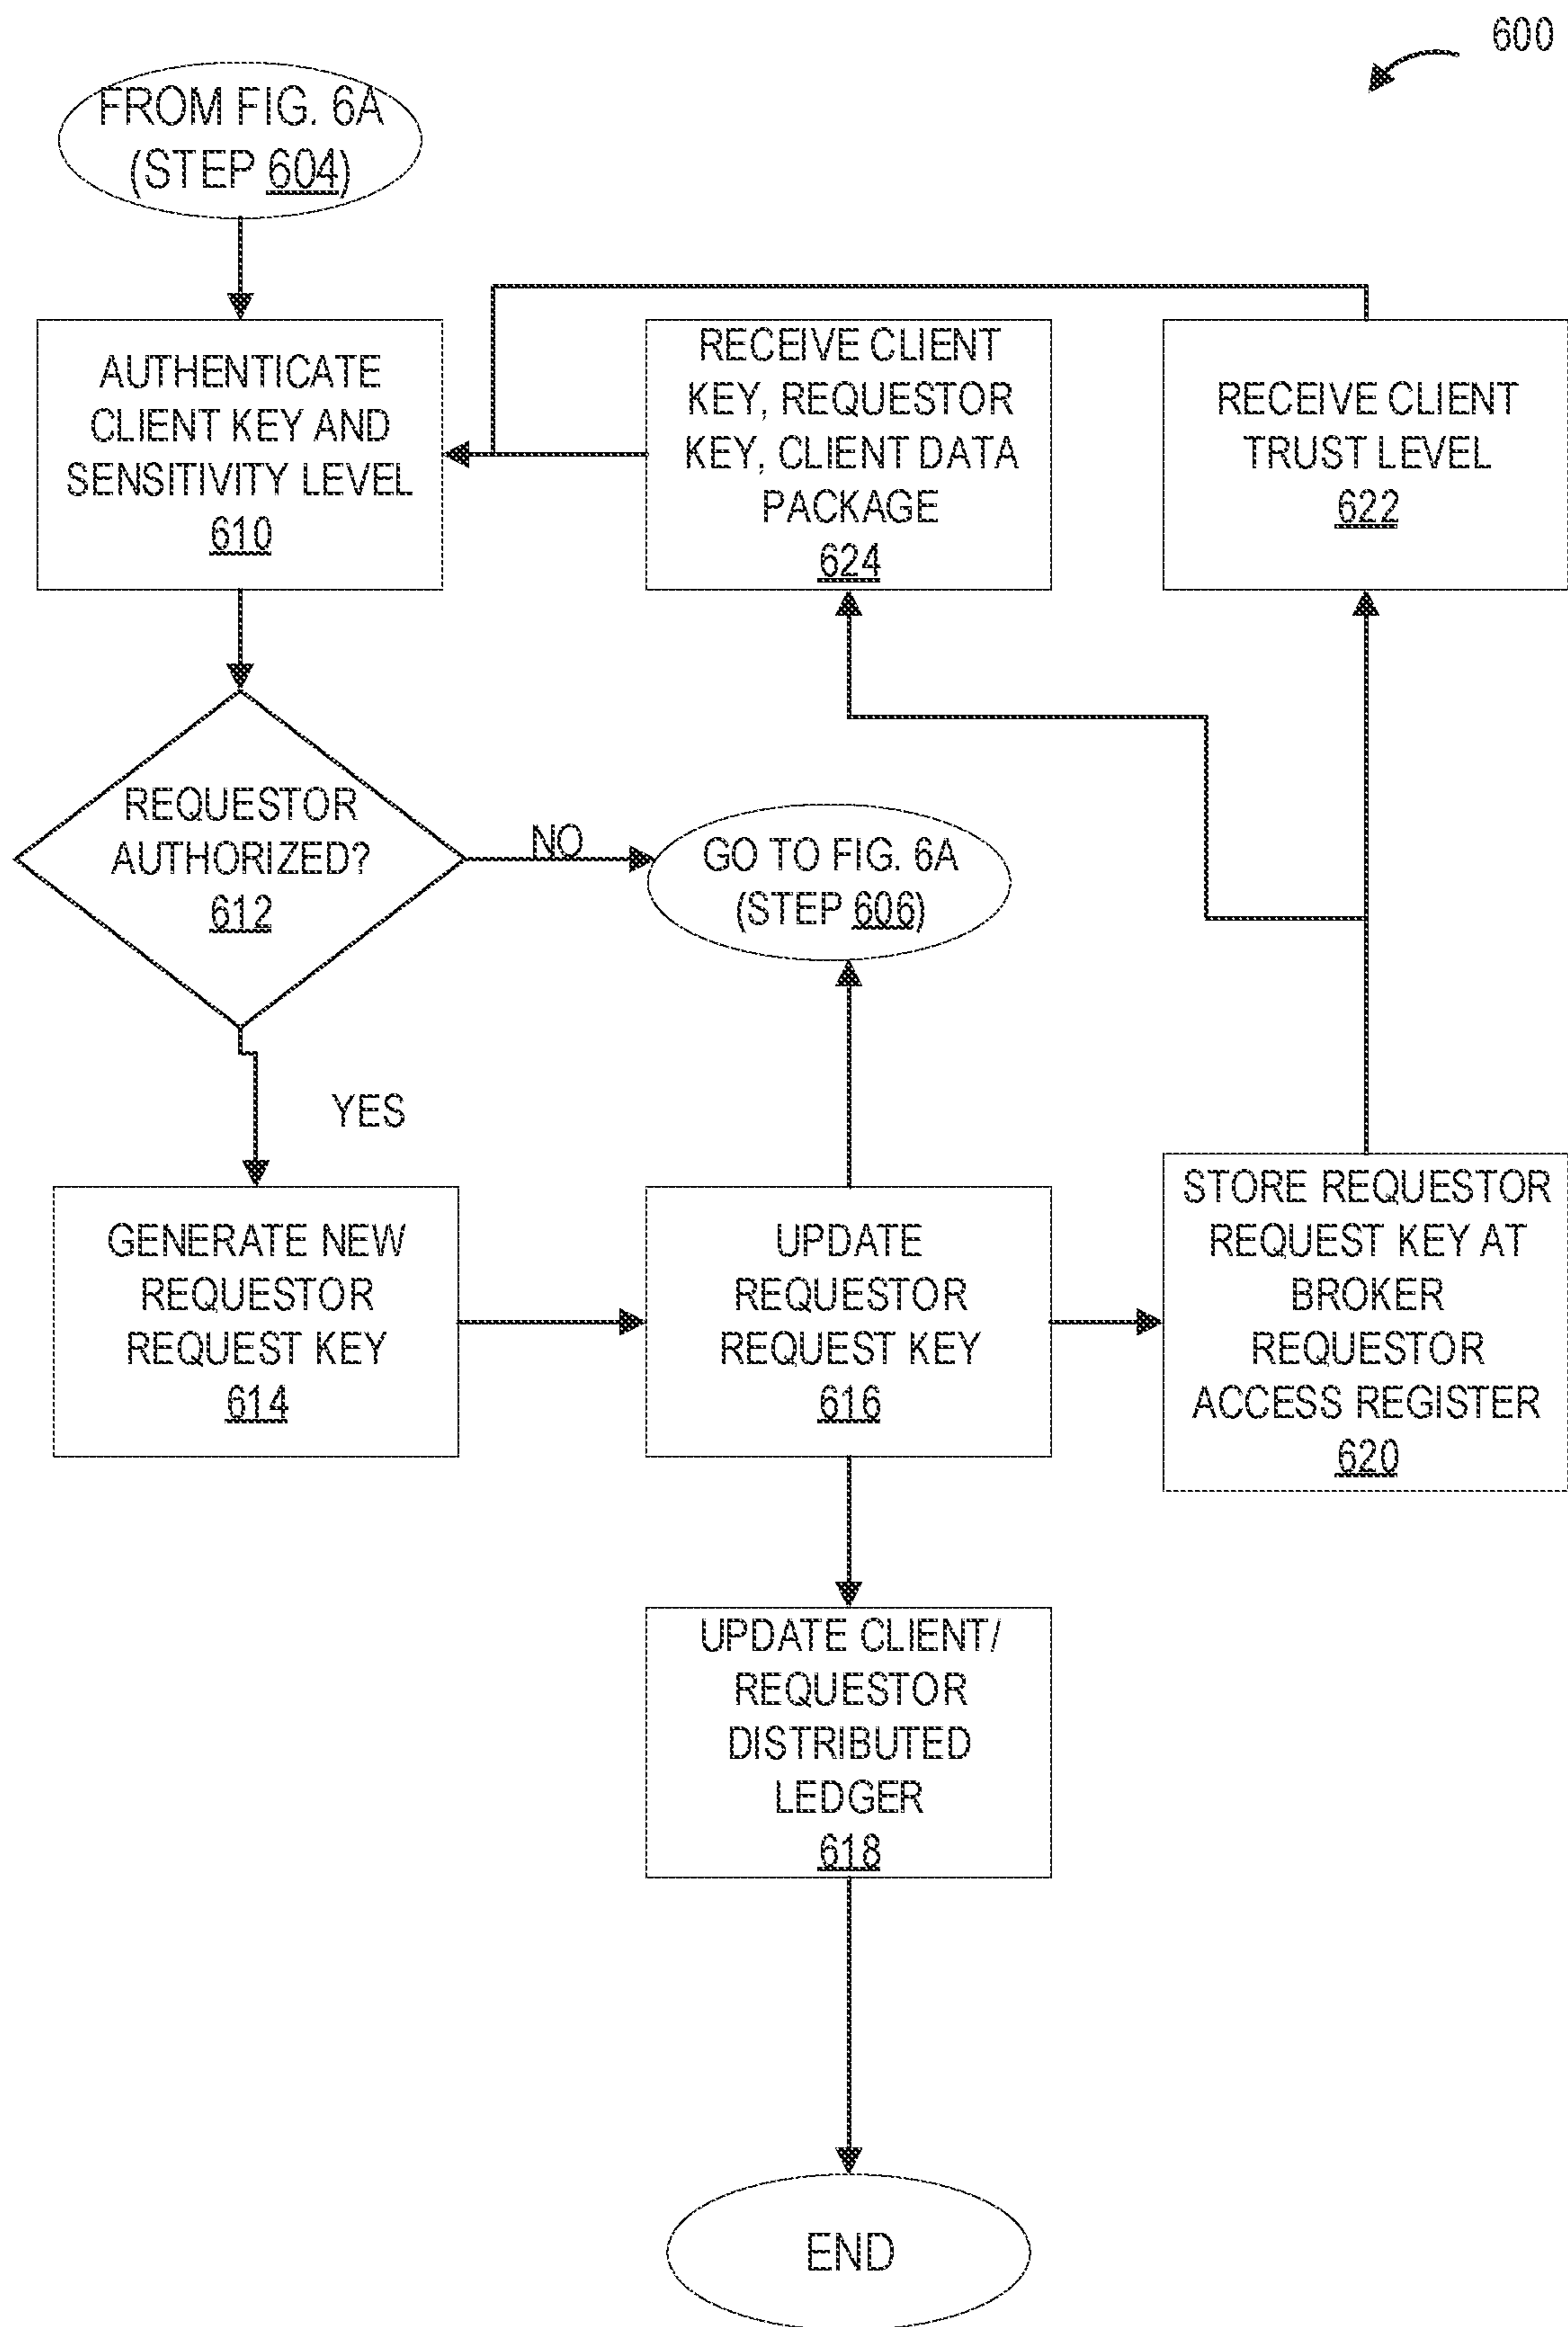 600
FROM FIG. 6A
(STEP 604)
AUTHENTICATE
CLIENT KEY AND
SENSITIVITY LEVEL
610
RECEIVE CLIENT
KEY, REQUESTOR
KEY, CLIENT DATA
PACKAGE
624
RECEIVE CLIENT
TRUST LEVEL
622
REQUESTOR
AUTHORIZED?
612
NO
GO TO FIG. 6A
(STEP 606)
YES
GENERATE NEW
REQUESTOR
REQUEST KEY
614
UPDATE
REQUESTOR
REQUEST KEY
616
STORE REQUESTOR
REQUEST KEY AT
BROKER
REQUESTOR
ACCESS REGISTER
620
UPDATE CLIENT/
REQUESTOR
DISTRIBUTED
LEDGER
618
END